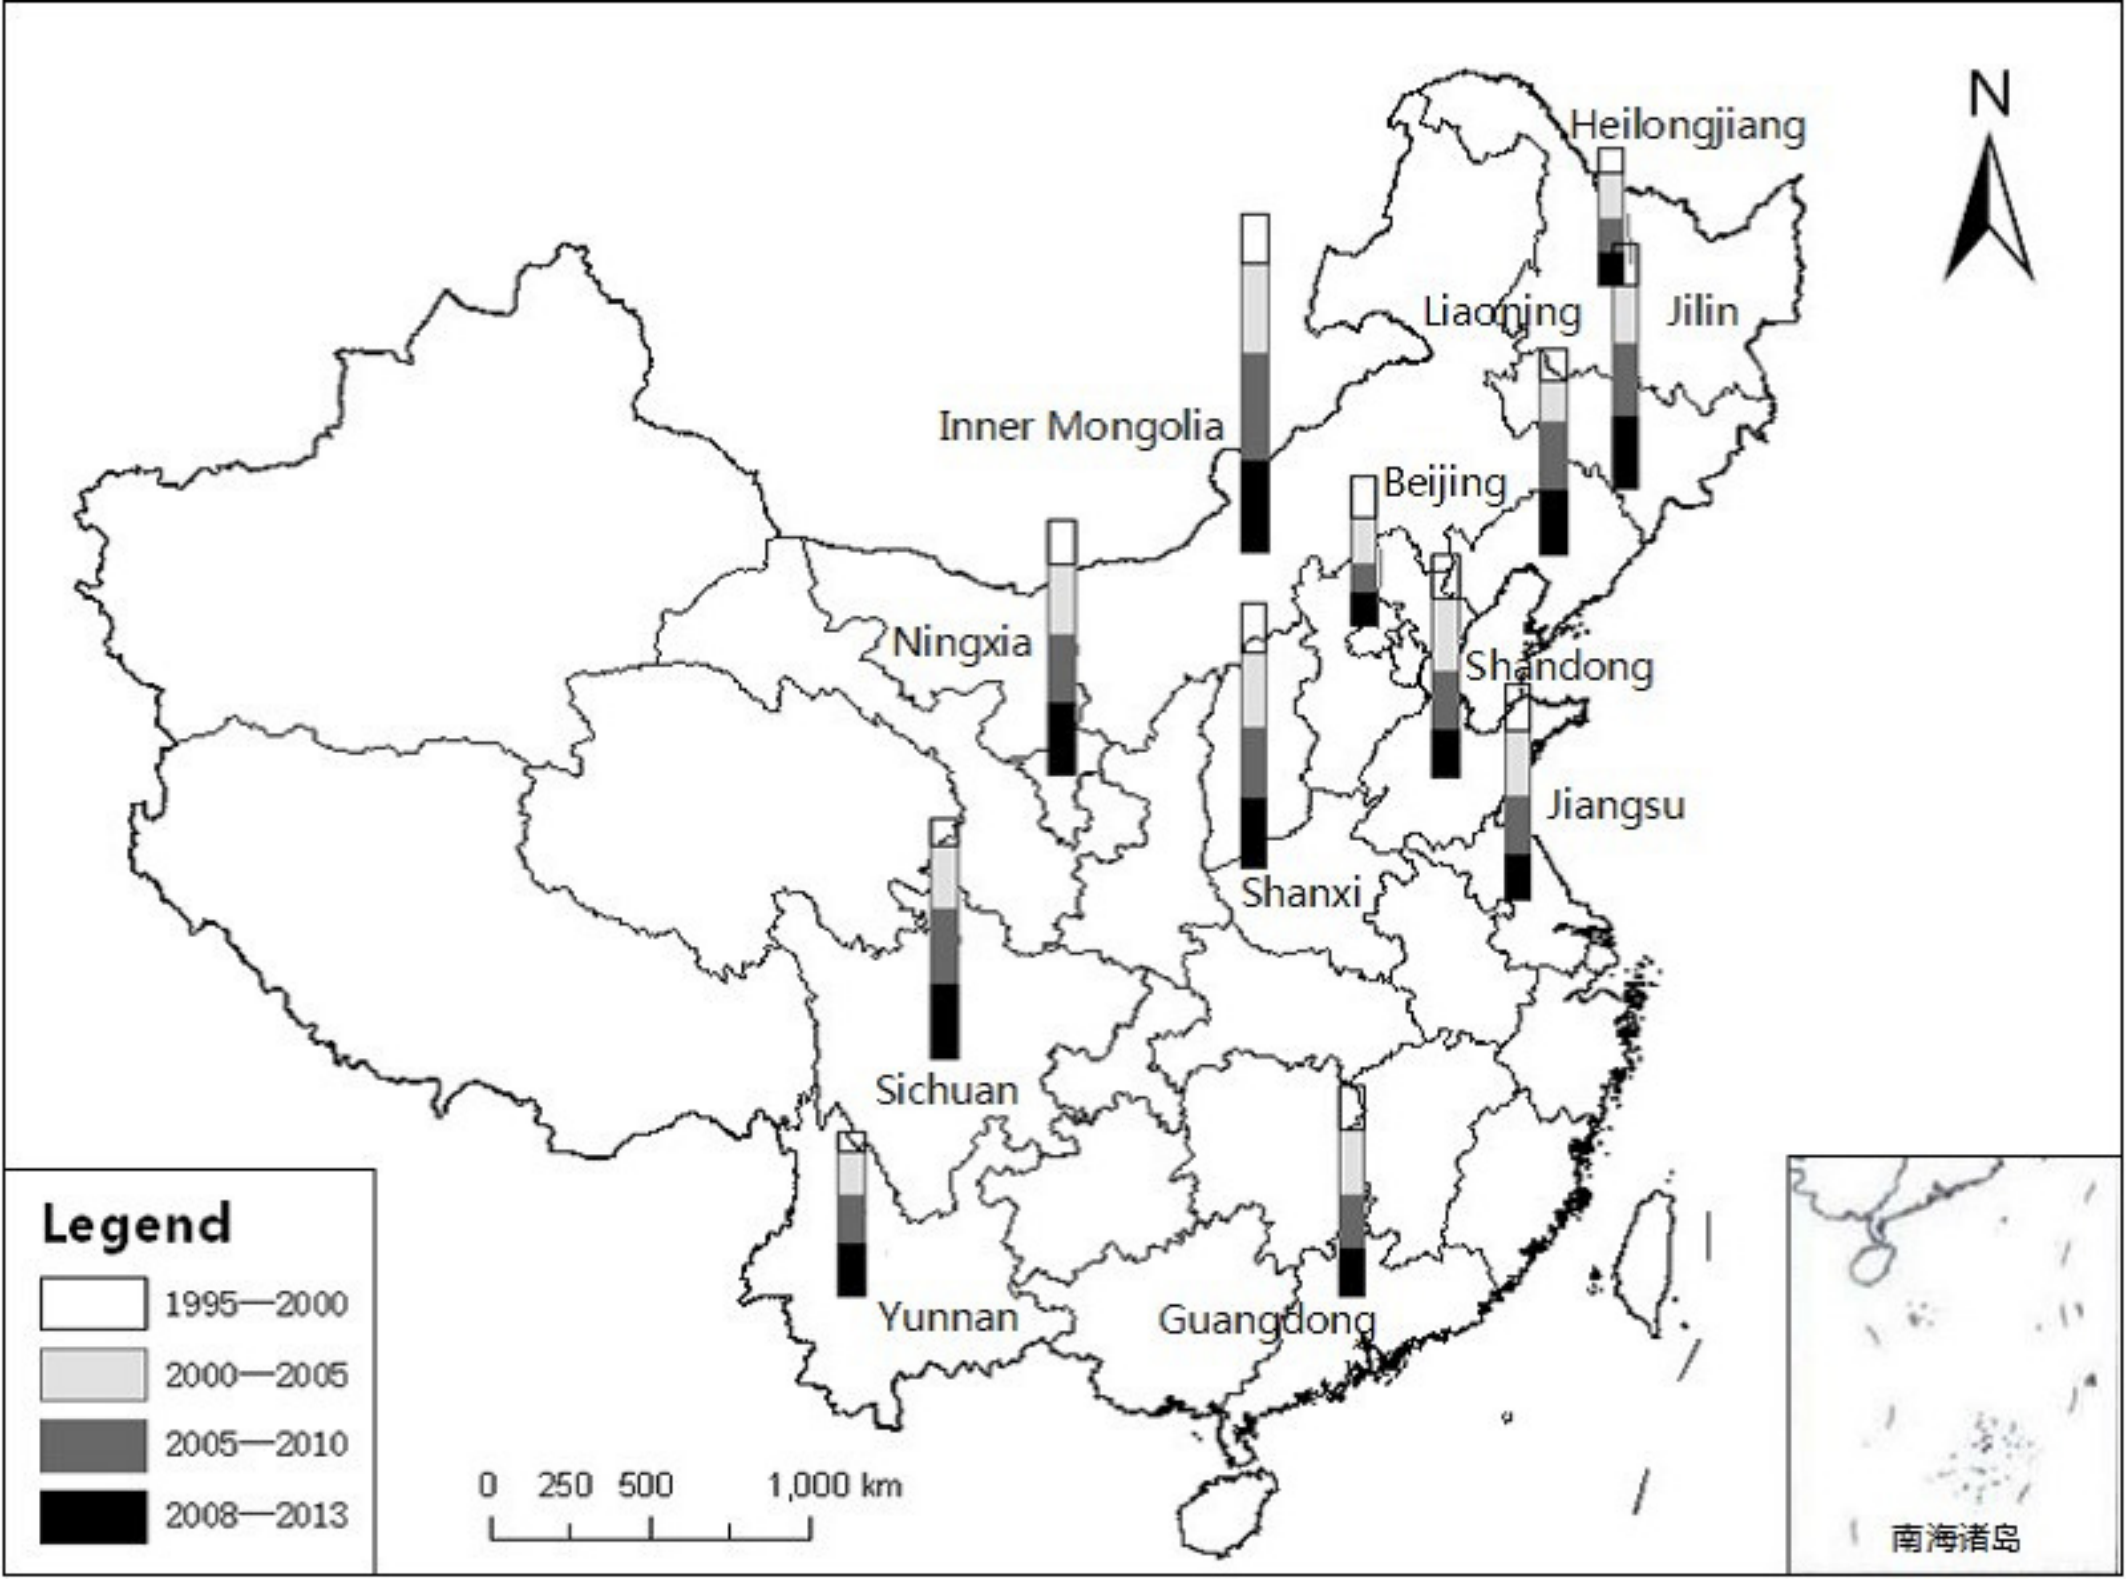 N
Heilongjiang
Liaoning
Jilin
Inner Mongolia
Beijing
Ningxia
Shandong
Jiangsu
Shanxi
Sichuan
Yunnan
Guangdong
Legend
1995—2000
2000—2005
2005—2010
2008—2013
0 250 500 1,000 km
南海诸岛